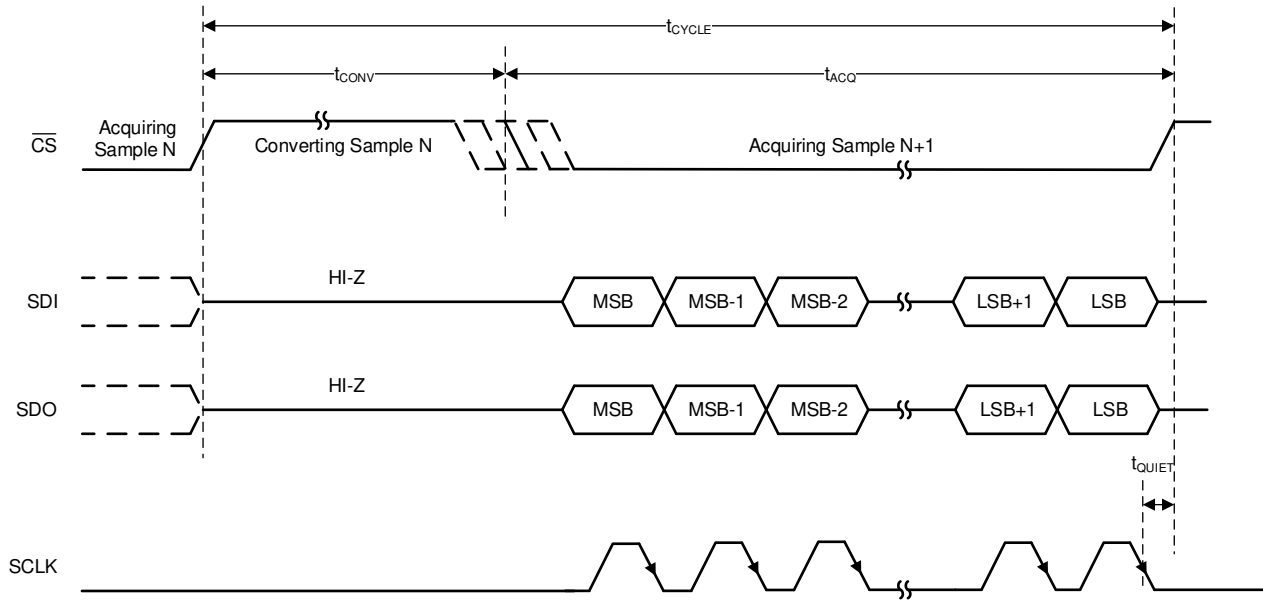 tCYCLE
tCONV
tACQ
CS
Acquiring
Sample N
Converting Sample N
Acquiring Sample N+1
SDI
HI-Z
MSB
MSB-1
MSB-2
LSB+1
LSB
SDO
HI-Z
MSB
MSB-1
MSB-2
LSB+1
LSB
tQUIET
SCLK